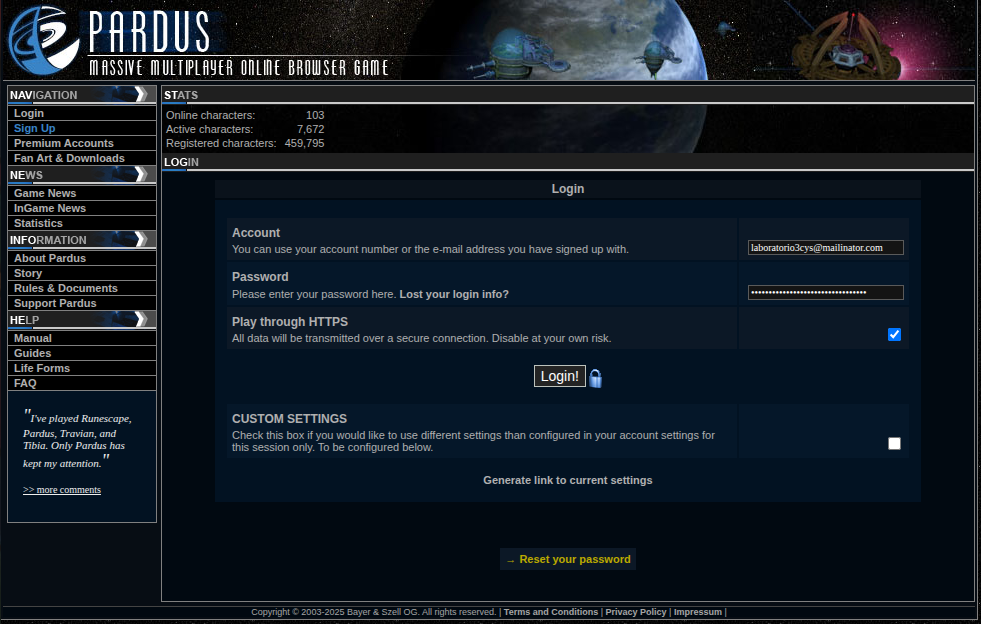 PARDUS
MASSIVE MULTIPLAYER ONLINE BROWSER GAME
NAVIGATION
Login
Sign Up
Premium Accounts
Fan Art & Downloads
NEWS
Game News
InGame News
Statistics
INFORMATION
About Pardus
Story
Rules & Documents
Support Pardus
HELP
Manual
Guides
Life Forms
FAQ
"I've played Runescape,
Pardus, Travian, and
Tibia. Only Pardus has
kept my attention."
>> more comments
STATS
Online characters: 103
Active characters: 7,672
Registered characters: 459,795
LOGIN
Login
Account
You can use your account number or the e-mail address you have signed up with.
laboratorio3cys@mailinator.com
Password
Please enter your password here. Lost your login info?
••••••••••••••••••••••••••••••••
Play through HTTPS
All data will be transmitted over a secure connection. Disable at your own risk.
Login!
CUSTOM SETTINGS
Check this box if you would like to use different settings than configured in your account settings for
this session only. To be configured below.
Generate link to current settings
→ Reset your password
Copyright © 2003-2025 Bayer & Szell OG. All rights reserved. | Terms and Conditions | Privacy Policy | Impressum |